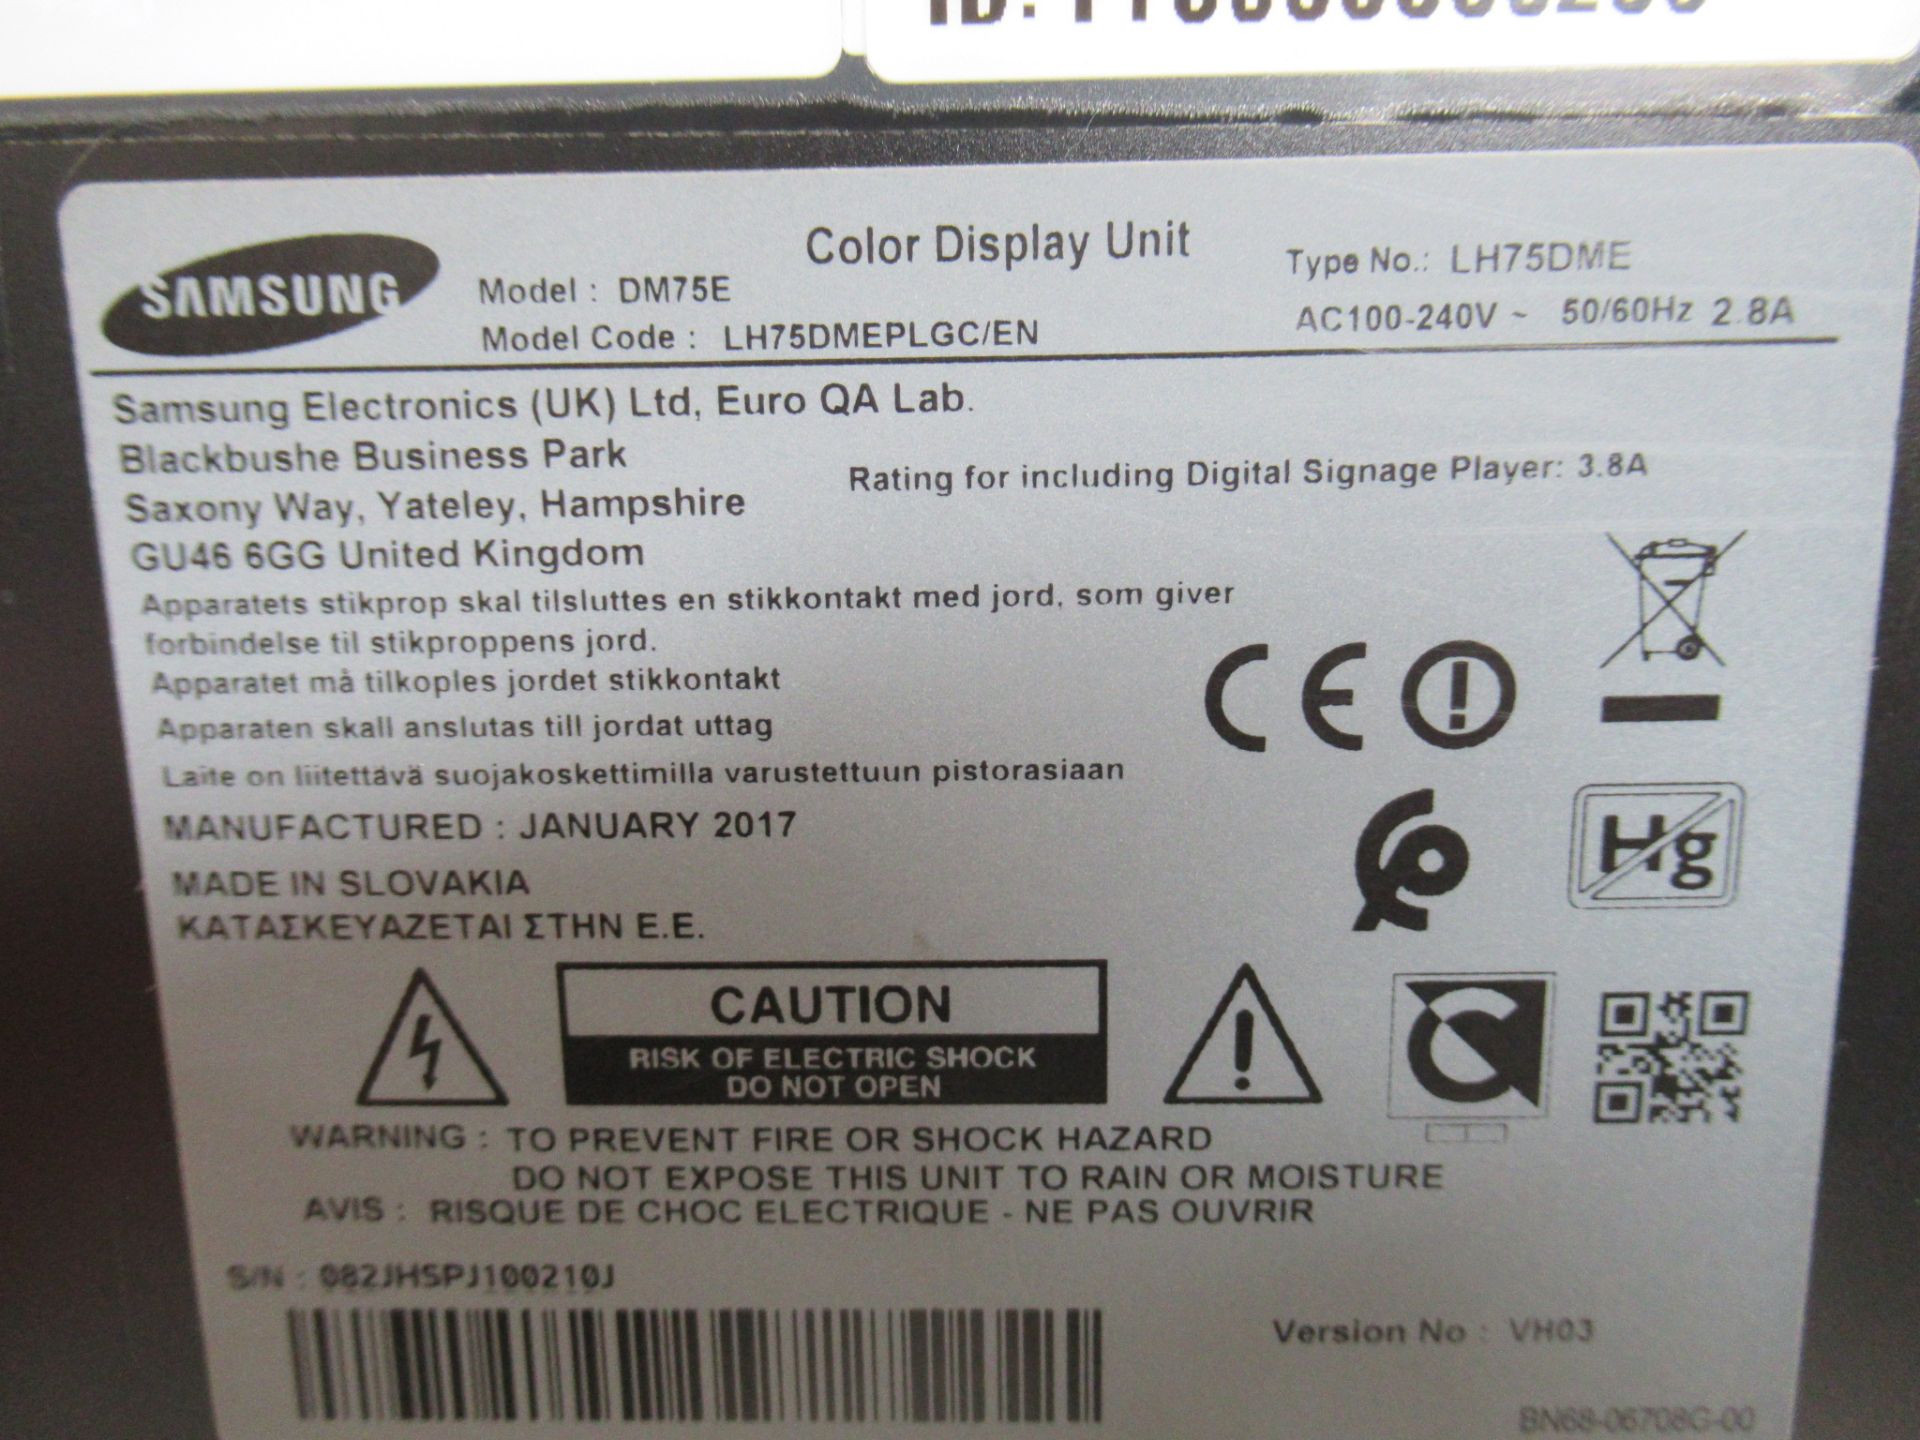 SAMSUNG
Color Display Unit
Model : DM75E
Model Code : LH75DMEPLGC/EN
Type No.: LH75DME
AC100-240V ~ 50/60Hz 2.8A
Samsung Electronics (UK) Ltd, Euro QA Lab.
Blackbushe Business Park
Saxony Way, Yateley, Hampshire
GU46 6GG United Kingdom
Rating for including Digital Signage Player: 3.8A
Apparatets stikprop skal tilsluttes en stikkontakt med jord, som giver
forbindelse til stikproppens jord.
Apparatet må tilkoples jordet stikkontakt
Apparaten skall anslutas till jordat uttag
Laite on liitettävä suojakoskettimilla varustettuun pistorasiaan
MANUFACTURED : JANUARY 2017
MADE IN SLOVAKIA
ΚΑΤΑΣΚΕΥΑΖΕΤΑΙ ΣΤΗΝ Ε.Ε.
CE
Hg
CAUTION
RISK OF ELECTRIC SHOCK
DO NOT OPEN
WARNING : TO PREVENT FIRE OR SHOCK HAZARD
DO NOT EXPOSE THIS UNIT TO RAIN OR MOISTURE
AVIS : RISQUE DE CHOC ELECTRIQUE - NE PAS OUVRIR
S/N : 082JHSPJ100210J
Version No : VH03
BN68-06708G-00